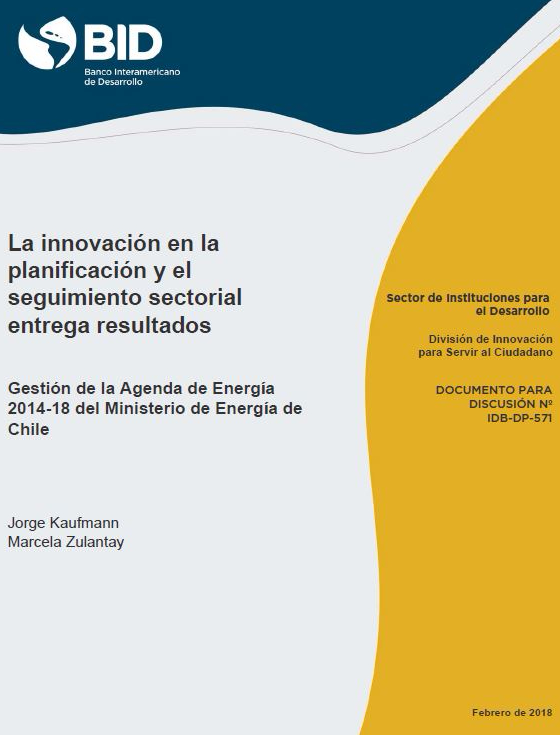 BID
Banco Interamericano
de Desarrollo
La innovación en la
planificación y el
seguimiento sectorial
entrega resultados
Gestión de la Agenda de Energía
2014-18 del Ministerio de Energía de
Chile
Jorge Kaufmann
Marcela Zulantay
Sector de Instituciones para
el Desarrollo
División de Innovación
para Servir al Ciudadano
DOCUMENTO PARA
DISCUSIÓN Nº
IDB-DP-571
Febrero de 2018